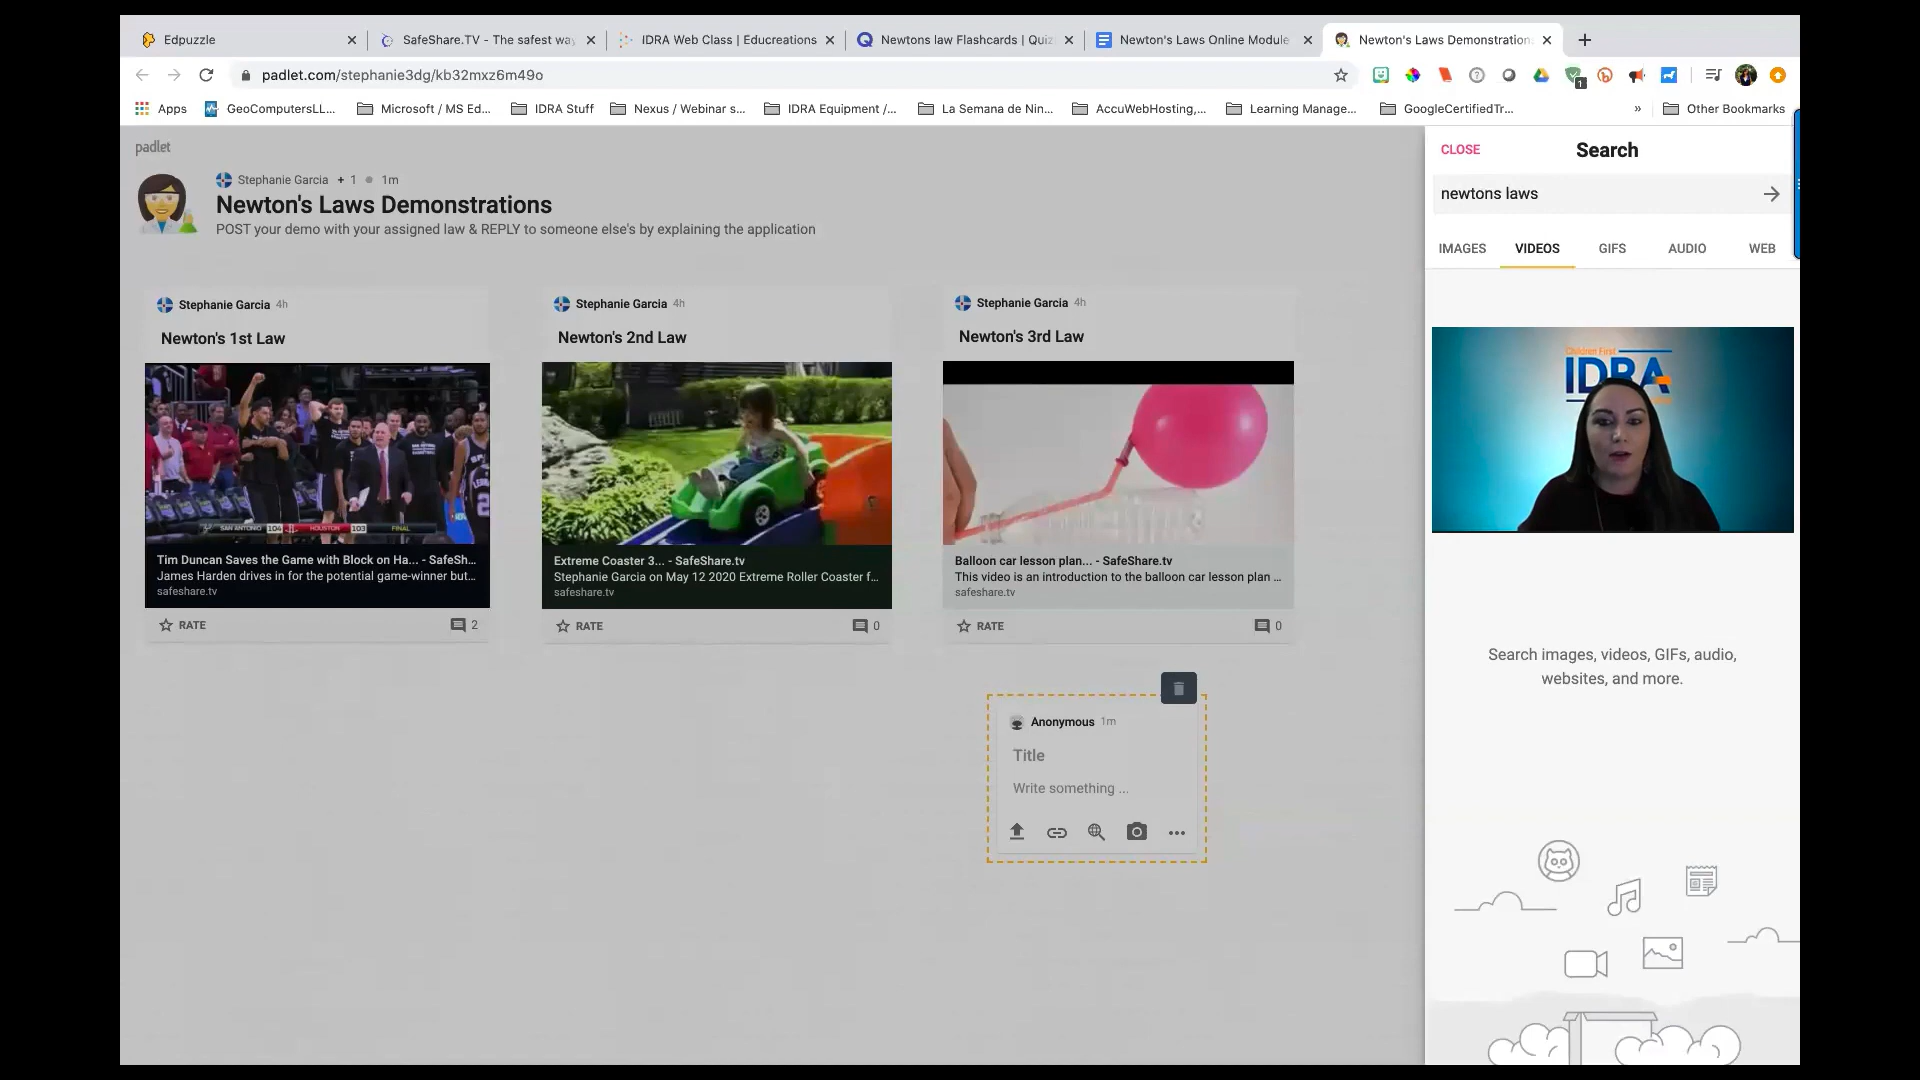 Edpuzzle
SafeShare.TV - The safest wa
IDRA Web Class | Educreations
Newtons law Flashcards | Quiz
Newton's Laws Online Module
Newton's Laws Demonstration
padlet.com/stephanie3dg/kb32mxz6m49o
1
Apps
GeoComputersLL...
Microsoft / MS Ed...
IDRA Stuff
Nexus / Webinar s...
IDRA Equipment /...
La Semana de Nin...
AccuWebHosting,...
Learning Manage...
GoogleCertifiedTr...
»
Other Bookmarks
padlet
Stephanie Garcia + 1 1m
Newton's Laws Demonstrations
POST your demo with your assigned law & REPLY to someone else's by explaining the application
Stephanie Garcia 4h
Newton's 1st Law
SAN ANTONIO 104 HOUSTON 103 FINAL
Tim Duncan Saves the Game with Block on Ha... - SafeSh...
James Harden drives in for the potential game-winner but...
safeshare.tv
RATE 2
Stephanie Garcia 4h
Newton's 2nd Law
Extreme Coaster 3... - SafeShare.tv
Stephanie Garcia on May 12 2020 Extreme Roller Coaster f...
safeshare.tv
RATE 0
Stephanie Garcia 4h
Newton's 3rd Law
Balloon car lesson plan... - SafeShare.tv
This video is an introduction to the balloon car lesson plan ...
safeshare.tv
RATE 0
Anonymous 1m
Title
Write something ...
CLOSE
Search
newtons laws
IMAGES
VIDEOS
GIFS
AUDIO
WEB
Children First
IDRA
Search images, videos, GIFs, audio,
websites, and more.